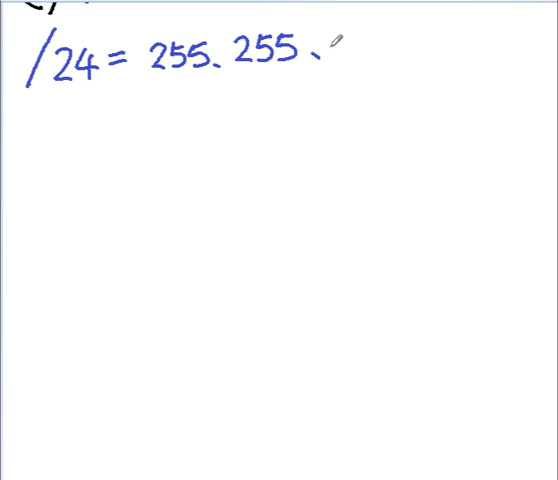 /24 = 255.255.